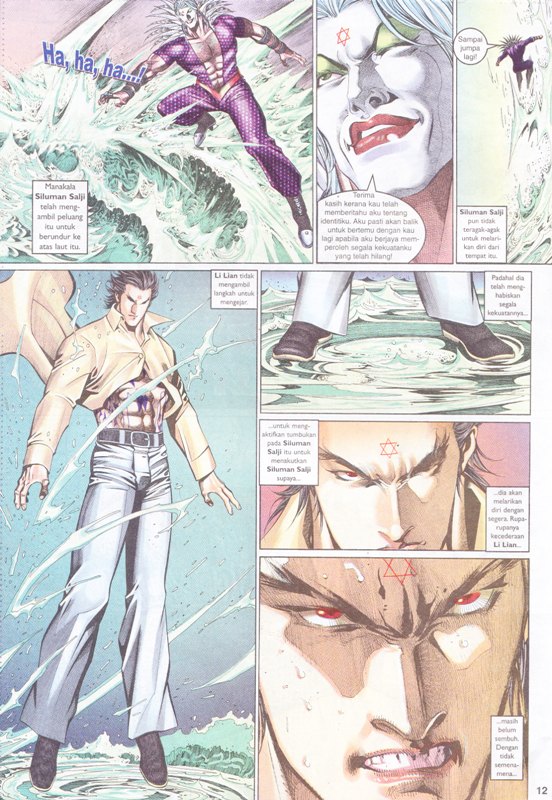 Ha, ha, ha...!
Manakala
Siluman Salji
telah meng-
ambil peluang
itu untuk
berundur ke
atas laut itu.
Terima
kasih kerana kau telah
memberitahu aku tentang
identitiku. Aku pasti akan balik
untuk bertemu dengan kau
lagi apabila aku berjaya mem-
peroleh segala kekuatanku
yang telah hilang!
Sampai
jumpa
lagi!
Siluman Salji
pun tidak
teragak-agak
untuk melari-
kan diri dari
tempat itu.
Li Lian tidak
mengambil
langkah untuk
mengejar.
Padahal dia
telah meng-
habiskan
segala
kekuatannya...
...untuk meng-
aktifkan tumbukan
pada Siluman
Salji itu untuk
menakutkan
Siluman Salji
supaya...
...dia akan
melarikan
diri dengan
segera. Ropa-
rupanya
kecederaan
Li Lian...
...masih
belum
sembuh.
Dengan
tidak
semena-
mena...
12